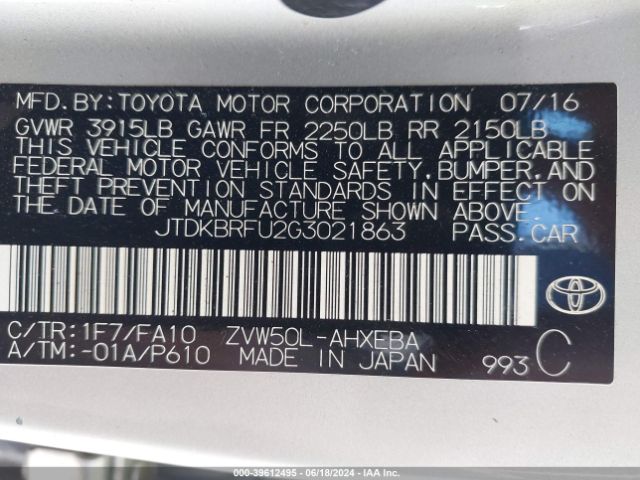 MFD.BY:TOYOTA MOTOR CORPORATION 07/16
GVWR 3915LB GAWR FR 2250LB RR 2150LB
THIS VEHICLE CONFORMS TO ALL APPLICABLE
FEDERAL MOTOR VEHICLE SAFETY,BUMPER,AND
THEFT PREVENTION STANDARDS IN EFFECT ON
THE DATE OF MANUFACTURE SHOWN ABOVE.
JTDKBRFU2G3021863 PASS.CAR
C/TR:1F7/FA10 ZVW50L-AHXEBA
A/TM:-01A/P610 MADE IN JAPAN 993 C
000-39612495 - 06/18/2024 - IAA Inc.